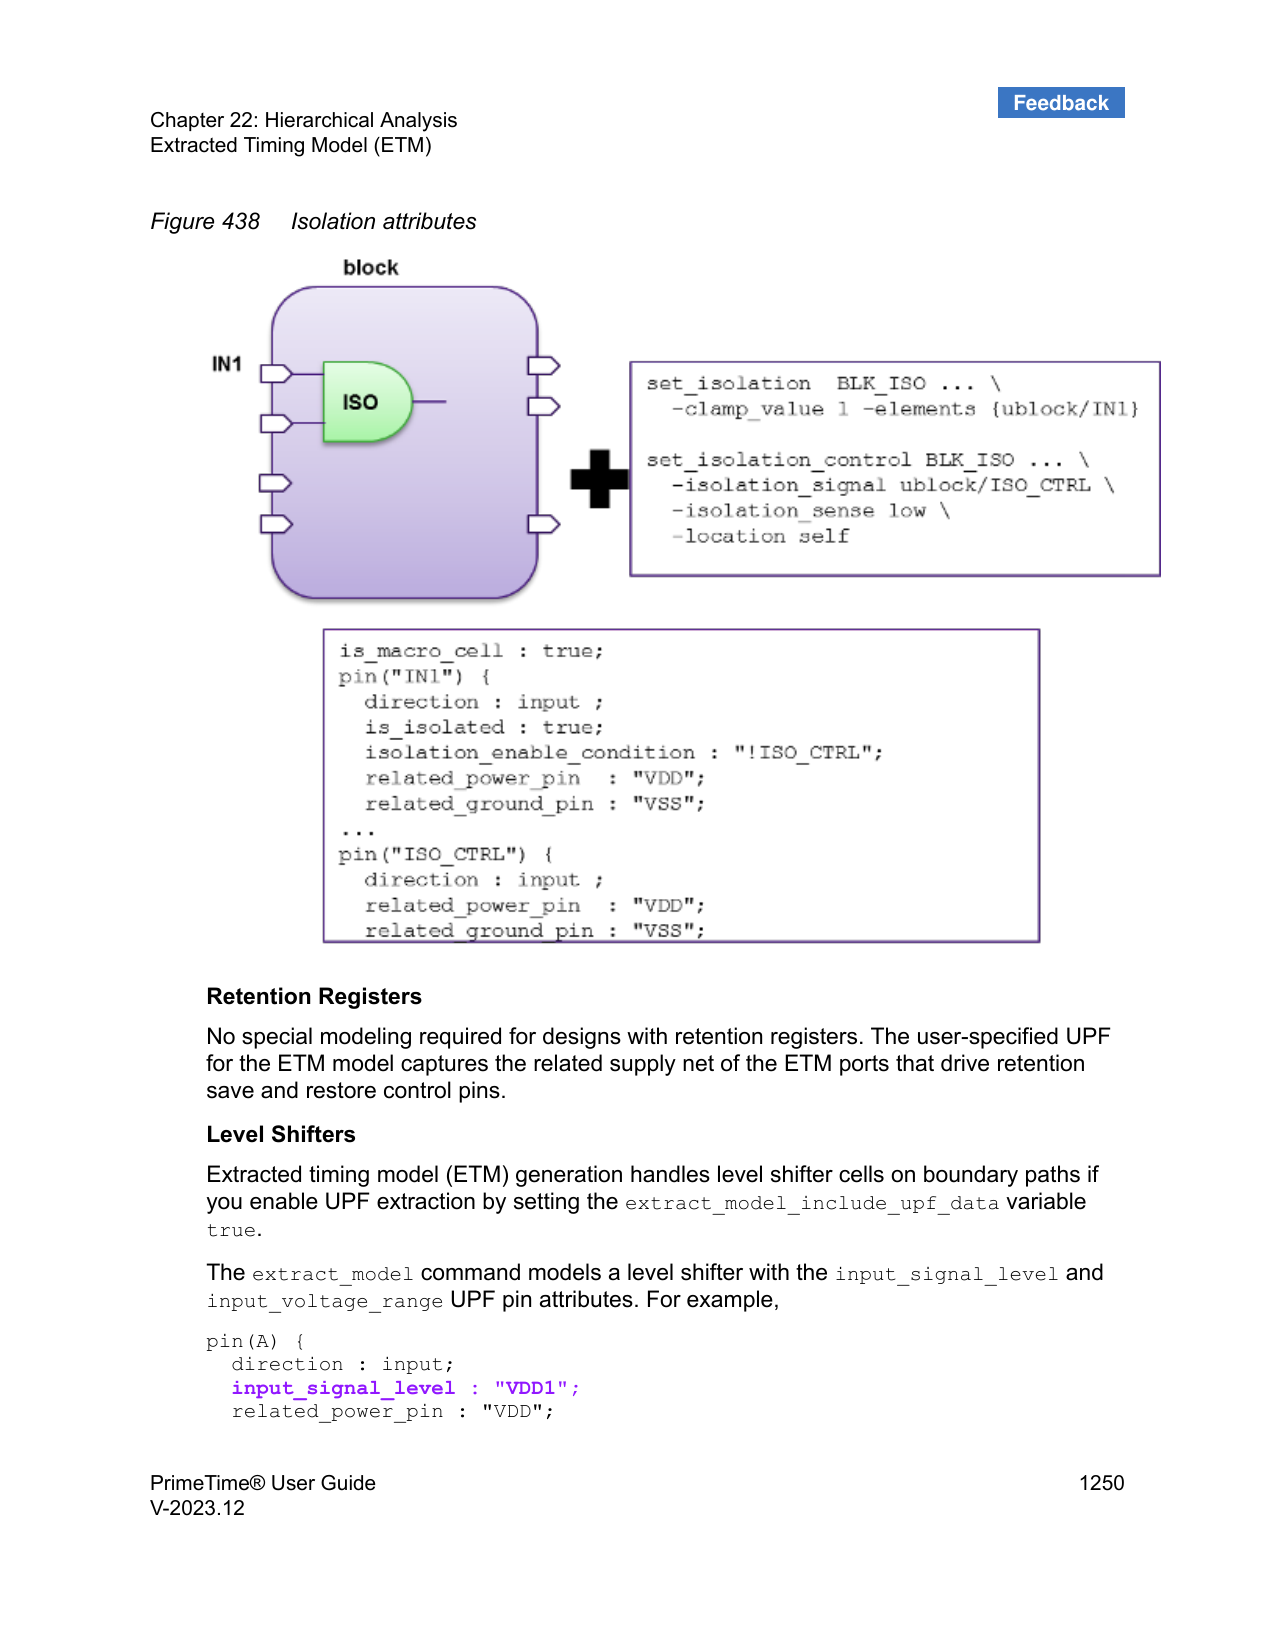 Feedback
Chapter 22: Hierarchical Analysis
Extracted Timing Model (ETM)
Figure 438 Isolation attributes
block
IN1
ISO
set_isolation  BLK_ISO ... \
  -clamp_value 1 -elements {ublock/IN1}
set_isolation_control BLK_ISO ... \
  -isolation_signal ublock/ISO_CTRL \
  -isolation_sense low \
  -location self
is_macro_cell : true;
pin("IN1") {
  direction : input ;
  is_isolated : true;
  isolation_enable_condition : "!ISO_CTRL";
  related_power_pin  : "VDD";
  related_ground_pin : "VSS";
...
pin("ISO_CTRL") {
  direction : input ;
  related_power_pin  : "VDD";
  related_ground_pin : "VSS";
Retention Registers
No special modeling required for designs with retention registers. The user-specified UPF
for the ETM model captures the related supply net of the ETM ports that drive retention
save and restore control pins.
Level Shifters
Extracted timing model (ETM) generation handles level shifter cells on boundary paths if
you enable UPF extraction by setting the extract_model_include_upf_data variable
true.
The extract_model command models a level shifter with the input_signal_level and
input_voltage_range UPF pin attributes. For example,
pin(A) {
  direction : input;
  input_signal_level : "VDD1";
  related_power_pin : "VDD";
PrimeTime® User Guide 1250
V-2023.12